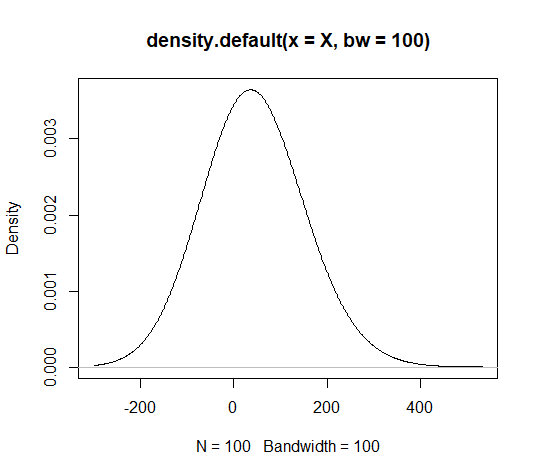 density.default(x = X, bw = 100)
Density
0.003
0.002
0.001
0.000
-200 0 200 400
N = 100 Bandwidth = 100